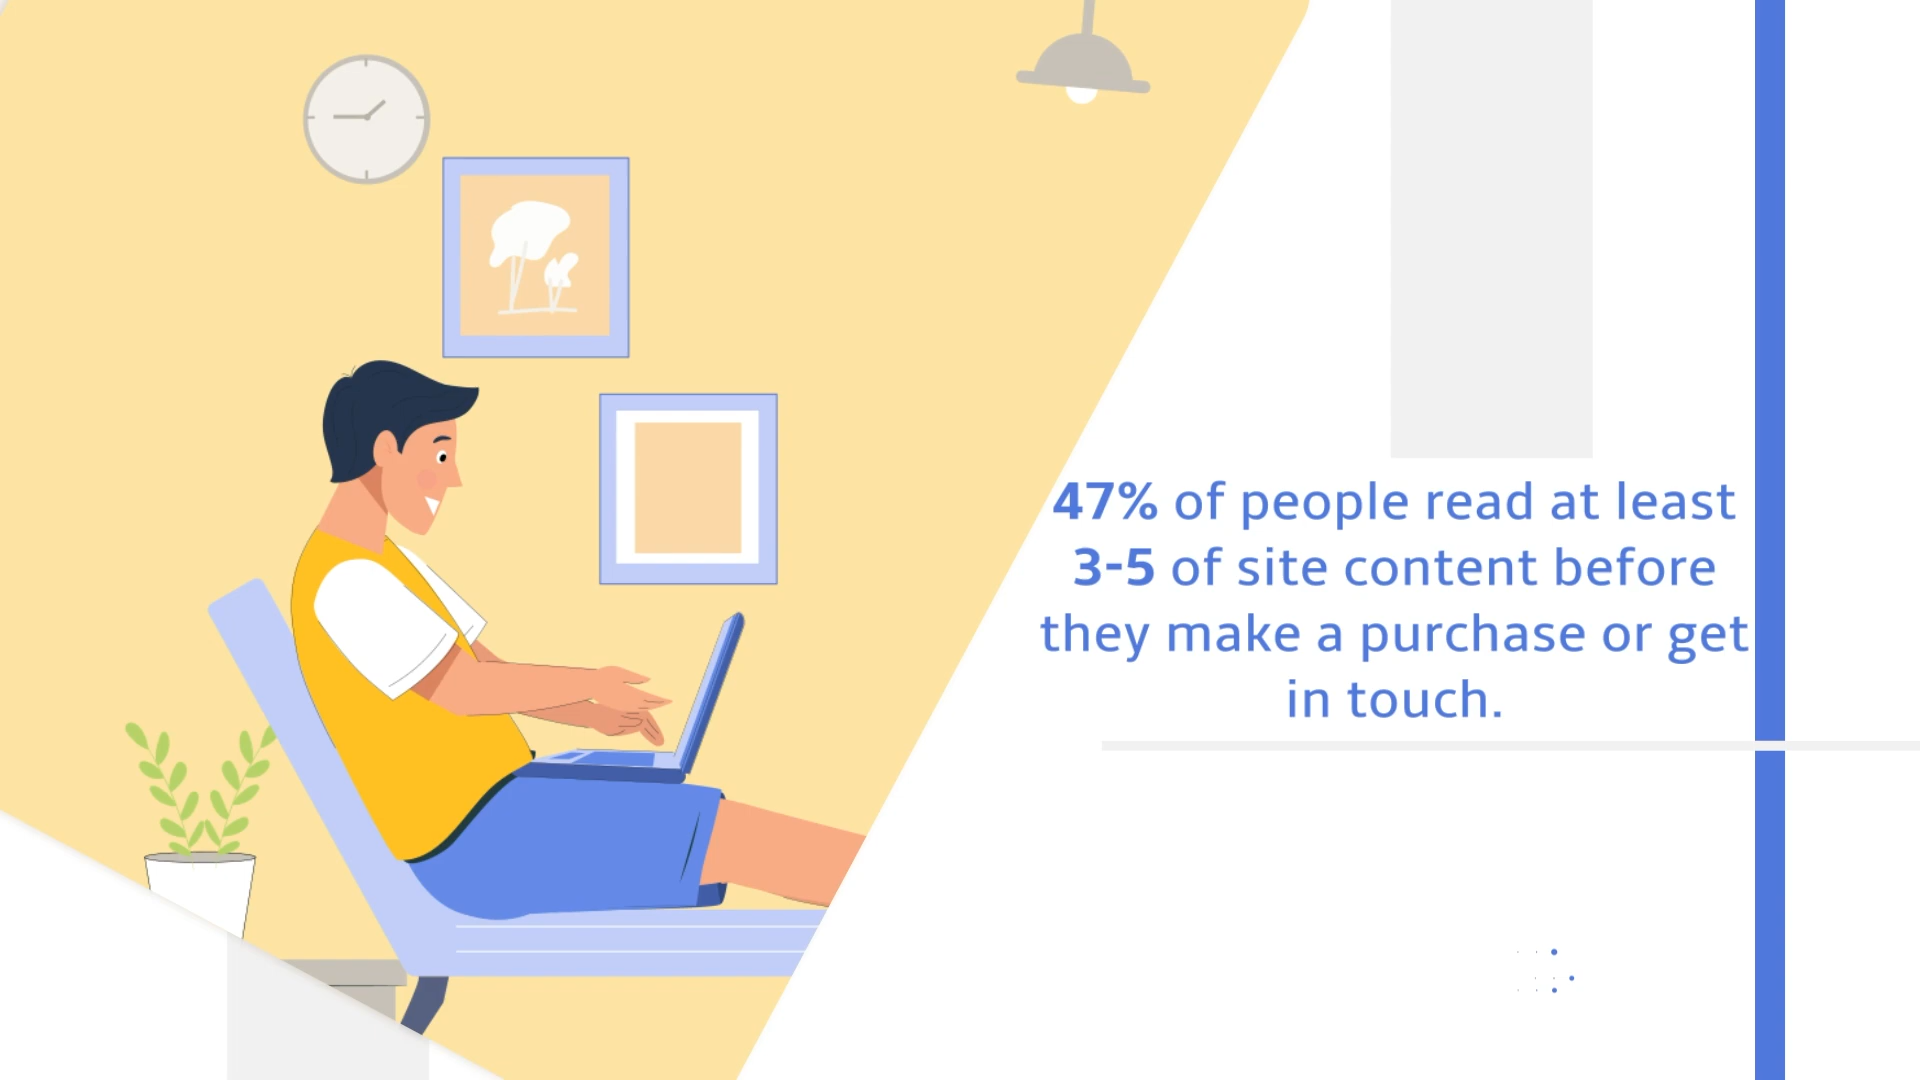 47% of people read at least
3-5 of site content before
they make a purchase or get
in touch.